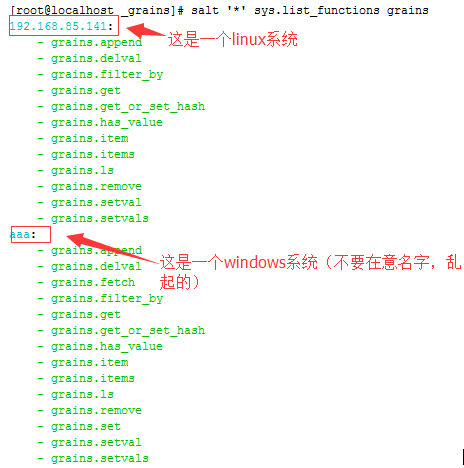 [root@localhost _grains]# salt '*' sys.list_functions grains
192.168.85.141:
这是一个linux系统
- grains.append
- grains.delval
- grains.filter_by
- grains.get
- grains.get_or_set_hash
- grains.has_value
- grains.item
- grains.items
- grains.ls
- grains.remove
- grains.setval
- grains.setvals
aaa:
- grains.append
这是一个windows系统（不要在意名字，乱
起的）
- grains.delval
- grains.fetch
- grains.filter_by
- grains.get
- grains.get_or_set_hash
- grains.has_value
- grains.item
- grains.items
- grains.ls
- grains.remove
- grains.set
- grains.setval
- grains.setvals